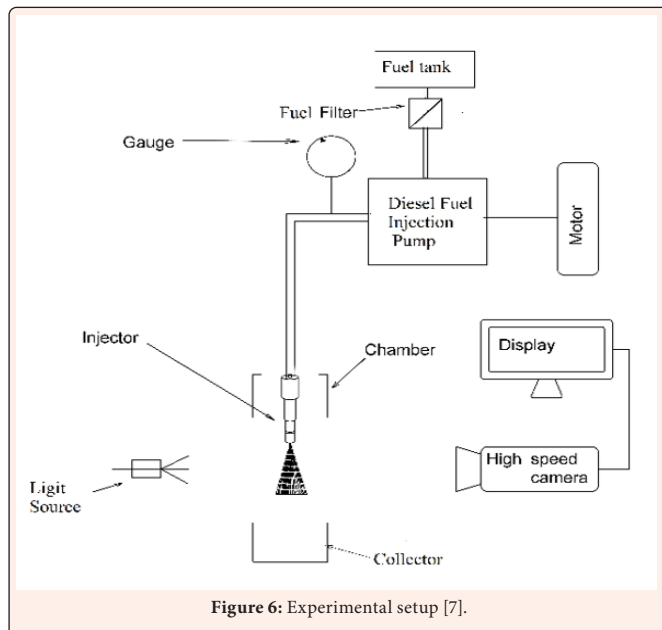 Fuel tank
Fucl Filter
Gauge
Diesel Fuel
Injection
Pump
Motor
Injector
Chamber
Display
High speed
camera
Ligit
Source
Collector
Figure 6: Experimental setup [7].